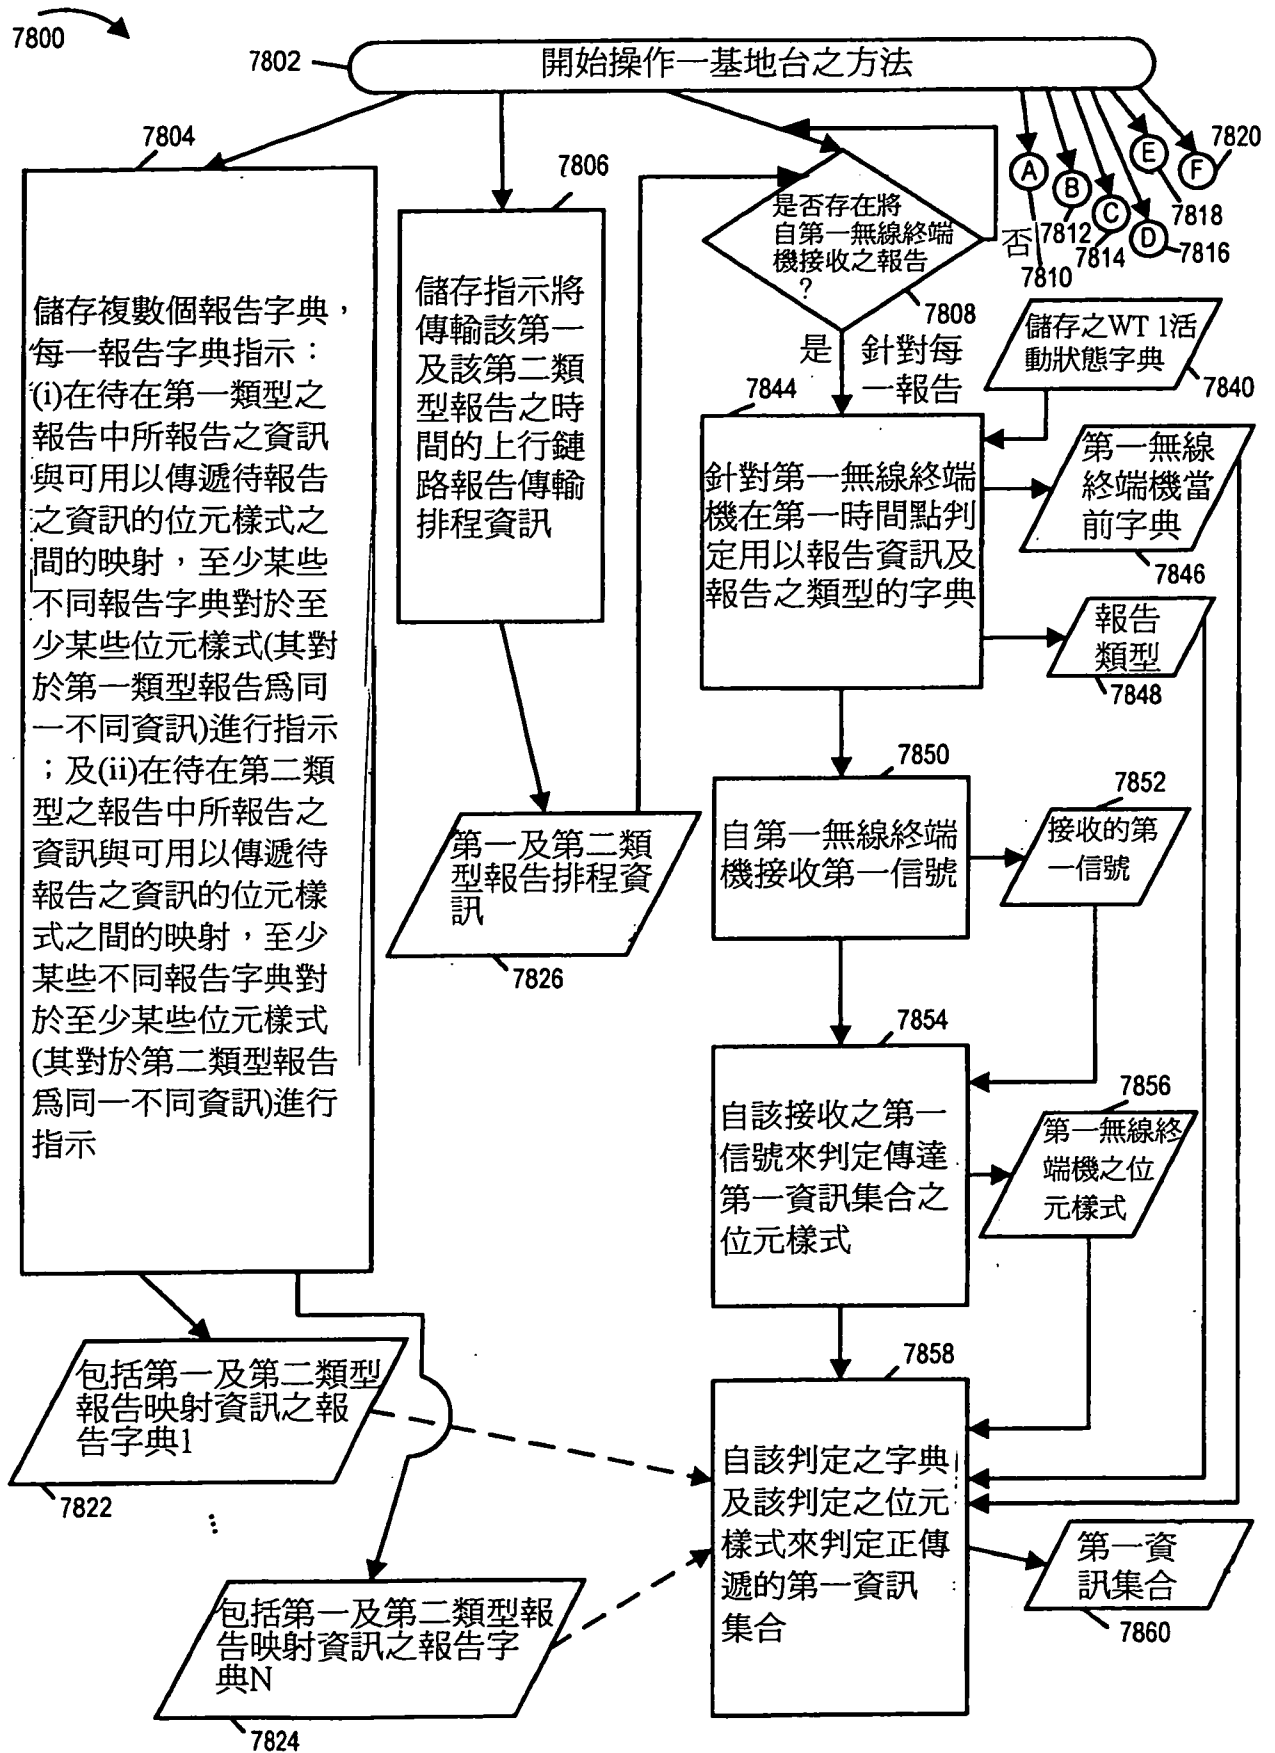 7800
7802
開始操作一基地台之方法
7804
儲存複數個報告字典，
每一報告字典指示：
(i)在待在第一類型之
報告中所報告之資訊
與可用以傳遞待報告
之資訊的位元樣式之
間的映射，至少某些
不同報告字典對於至
少某些位元樣式(其對
於第一類型報告爲同
一不同資訊)進行指示
；及(ii)在待在第二類
型之報告中所報告之
資訊與可用以傳遞待
報告之資訊的位元樣
式之間的映射，至少
某些不同報告字典對
於至少某些位元樣式
(其對於第二類型報告
爲同一不同資訊)進行
指示
7806
儲存指示將
傳輸該第一
及該第二類
型報告之時
間的上行鏈
路報告傳輸
排程資訊
是否存在將
自第一無線終端
機接收之報告
?
7808
否
是
針對每
一報告
A
B
C
D
E
F
7810
7812
7814
7816
7818
7820
儲存之WT 1活
動狀態字典
7840
7844
針對第一無線終端
機在第一時間點判
定用以報告資訊及
報告之類型的字典
第一無線
終端機當
前字典
7846
報告
類型
7848
7850
自第一無線終端
機接收第一信號
7852
接收的第
一信號
第一及第二類
型報告排程資
訊
7826
7854
自該接收之第一
信號來判定傳達
第一資訊集合之
位元樣式
7856
第一無線終
端機之位
元樣式
包括第一及第二類型
報告映射資訊之報
告字典1
7822
⋮
包括第一及第二類型報
告映射資訊之報告字
典N
7824
7858
自該判定之字典
及該判定之位元
樣式來判定正傳
遞的第一資訊
集合
第一資
訊集合
7860